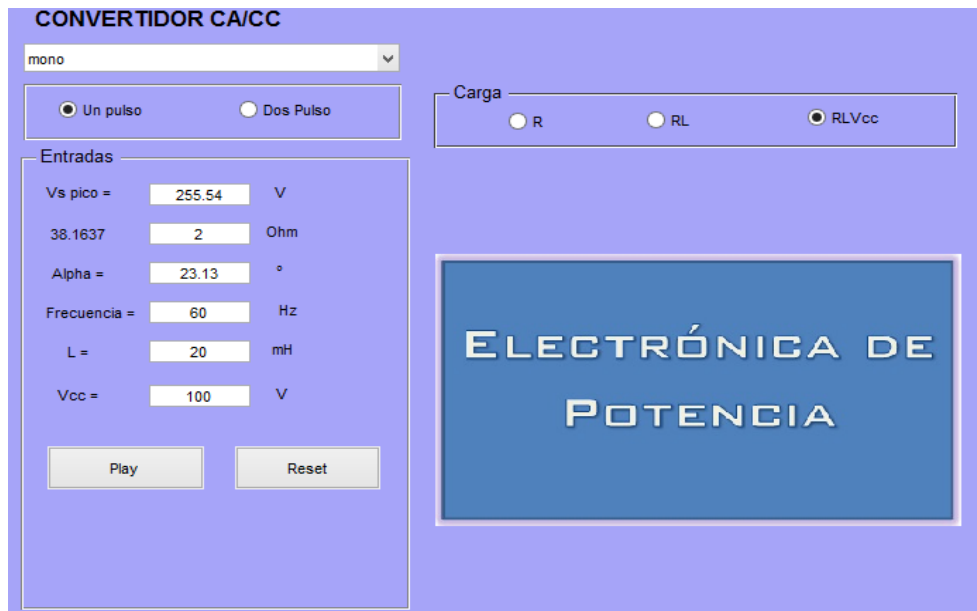 CONVERTIDOR CA/CC
mono
Un pulso
Dos Pulso
Carga
R
RL
RLVcc
Entradas
Vs pico = 255.54 V
38.1637 2 Ohm
Alpha = 23.13 º
Frecuencia = 60 Hz
L = 20 mH
Vcc = 100 V
Play
Reset
ELECTRÓNICA DE
POTENCIA